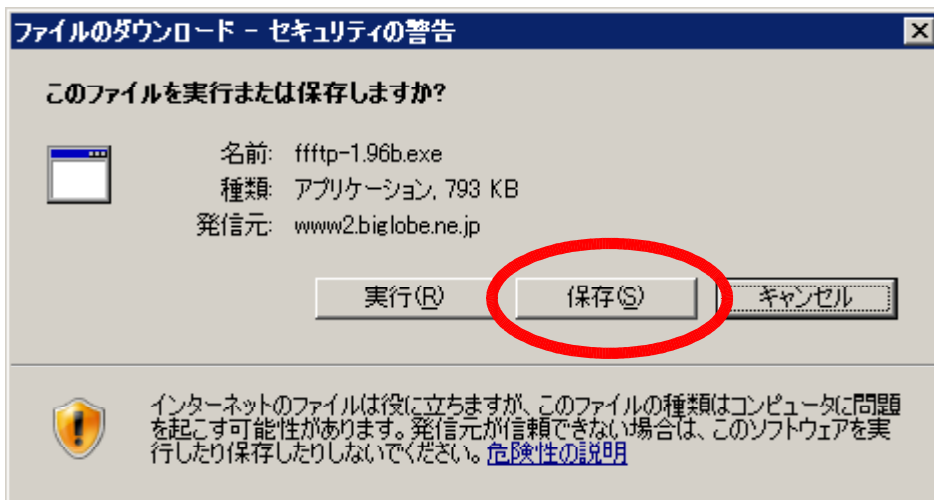 ファイルのダウンロード - セキュリティの警告
このファイルを実行または保存しますか?
名前: ffftp-1.96b.exe
種類: アプリケーション, 793 KB
発信元: www2.biglobe.ne.jp
実行(R) 保存(S) キャンセル
インターネットのファイルは役に立ちますが、このファイルの種類はコンピュータに問題
を起こす可能性があります。発信元が信頼できない場合は、このソフトウェアを実
行したり保存したりしないでください。危険性の説明